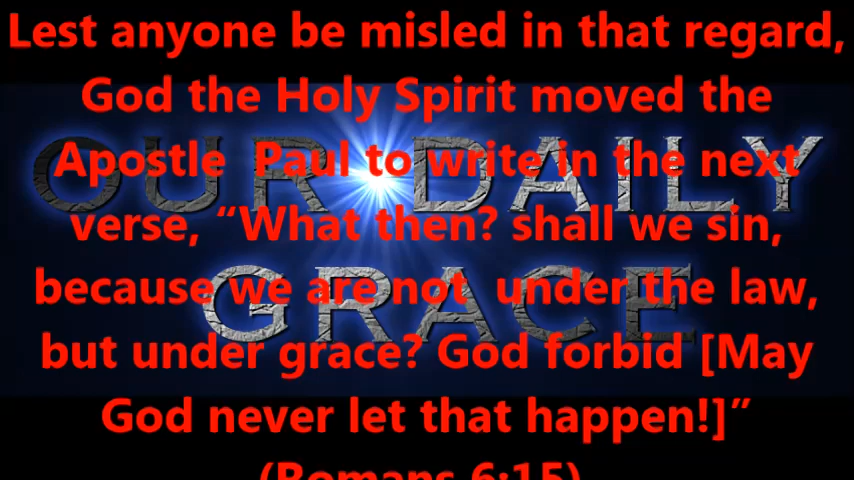 Lest anyone be misled in that regard,
God the Holy Spirit moved the
Apostle Paul to write in the next
verse, “What then? shall we sin,
because we are not under the law,
but under grace? God forbid [May
God never let that happen!]”
(Romans 6:15)
OUR DAILY
GRACE